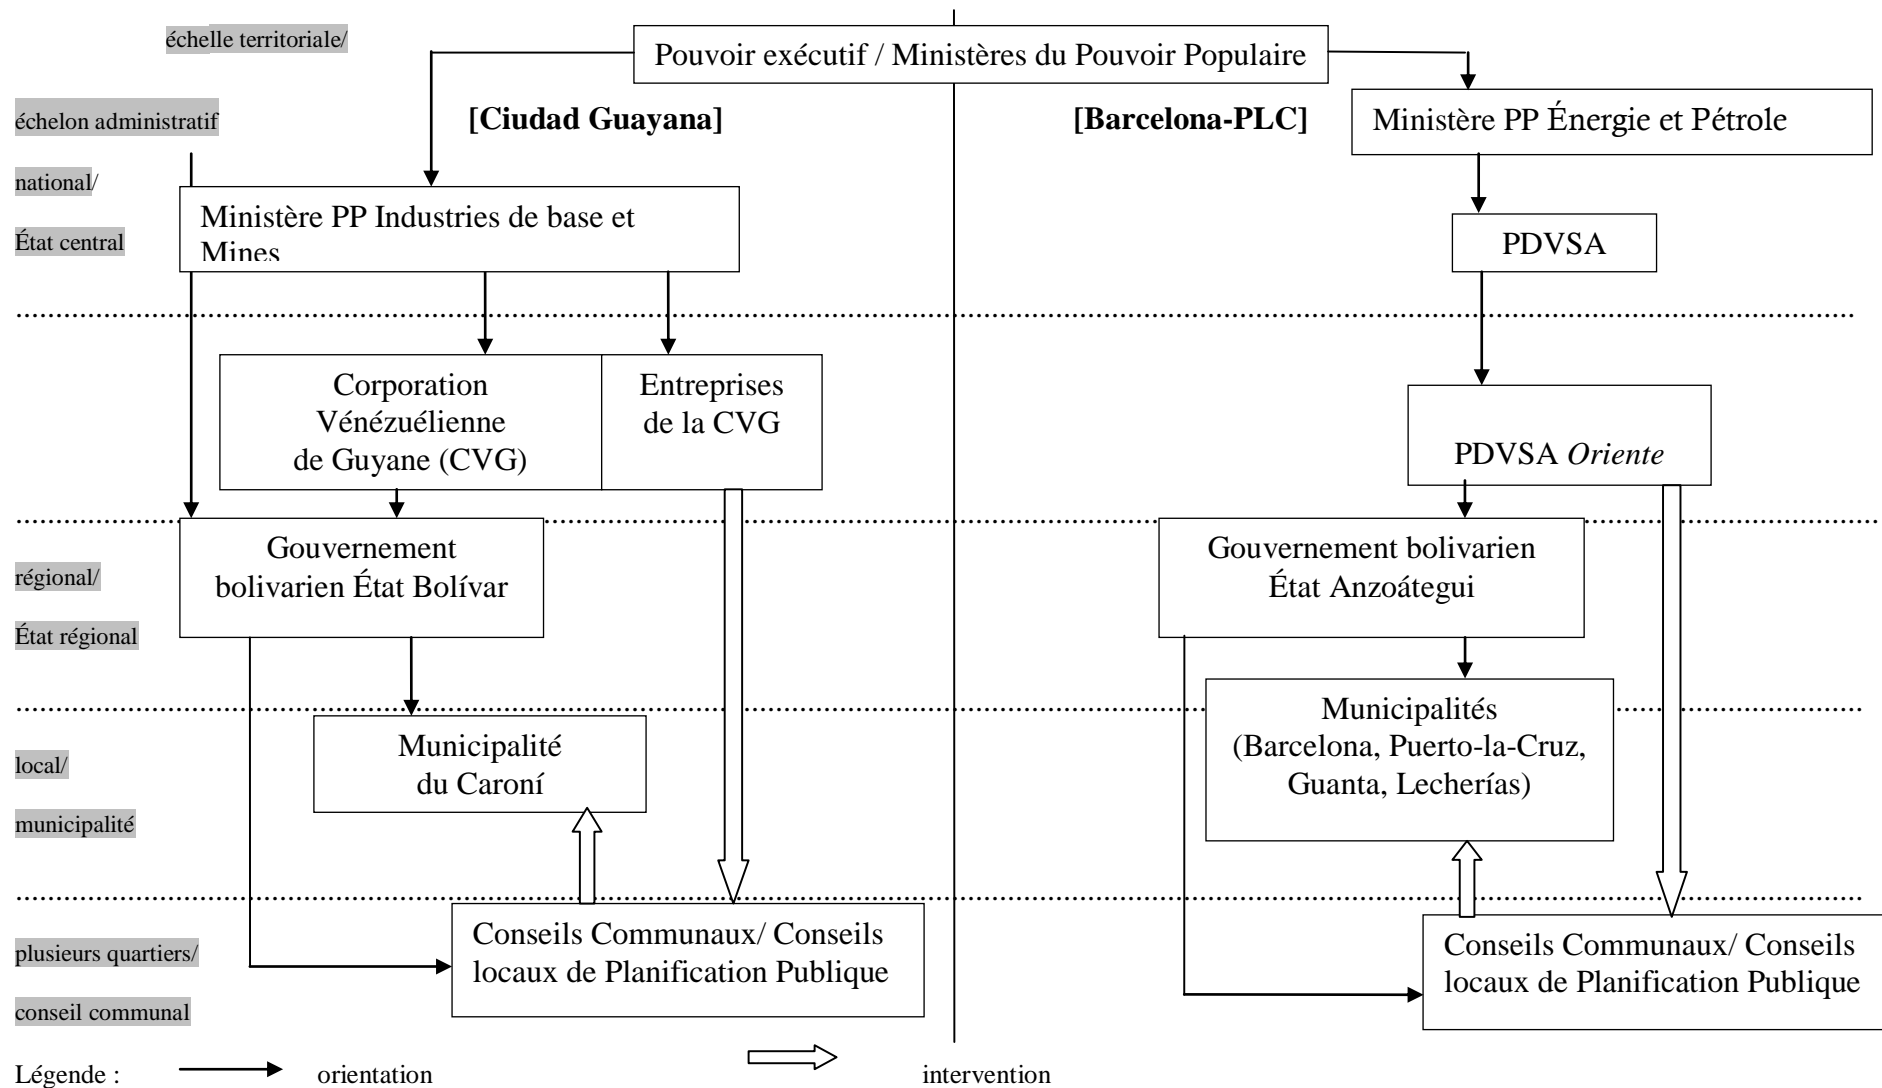 échelle territoriale/
Pouvoir exécutif / Ministères du Pouvoir Populaire
échelon administratif
[Ciudad Guayana]
[Barcelona-PLC]
Ministère PP Énergie et Pétrole
national/
État central
Ministère PP Industries de base et
Mines
PDVSA
Corporation
Vénézuélienne
de Guyane (CVG)
Entreprises
de la CVG
PDVSA Oriente
régional/
État régional
Gouvernement
bolivarien État Bolívar
Gouvernement bolivarien
État Anzoátegui
local/
municipalité
Municipalité
du Caroní
Municipalités
(Barcelona, Puerto-la-Cruz,
Guanta, Lecherías)
plusieurs quartiers/
conseil communal
Conseils Communaux/ Conseils
locaux de Planification Publique
Conseils Communaux/ Conseils
locaux de Planification Publique
Légende :
orientation
intervention